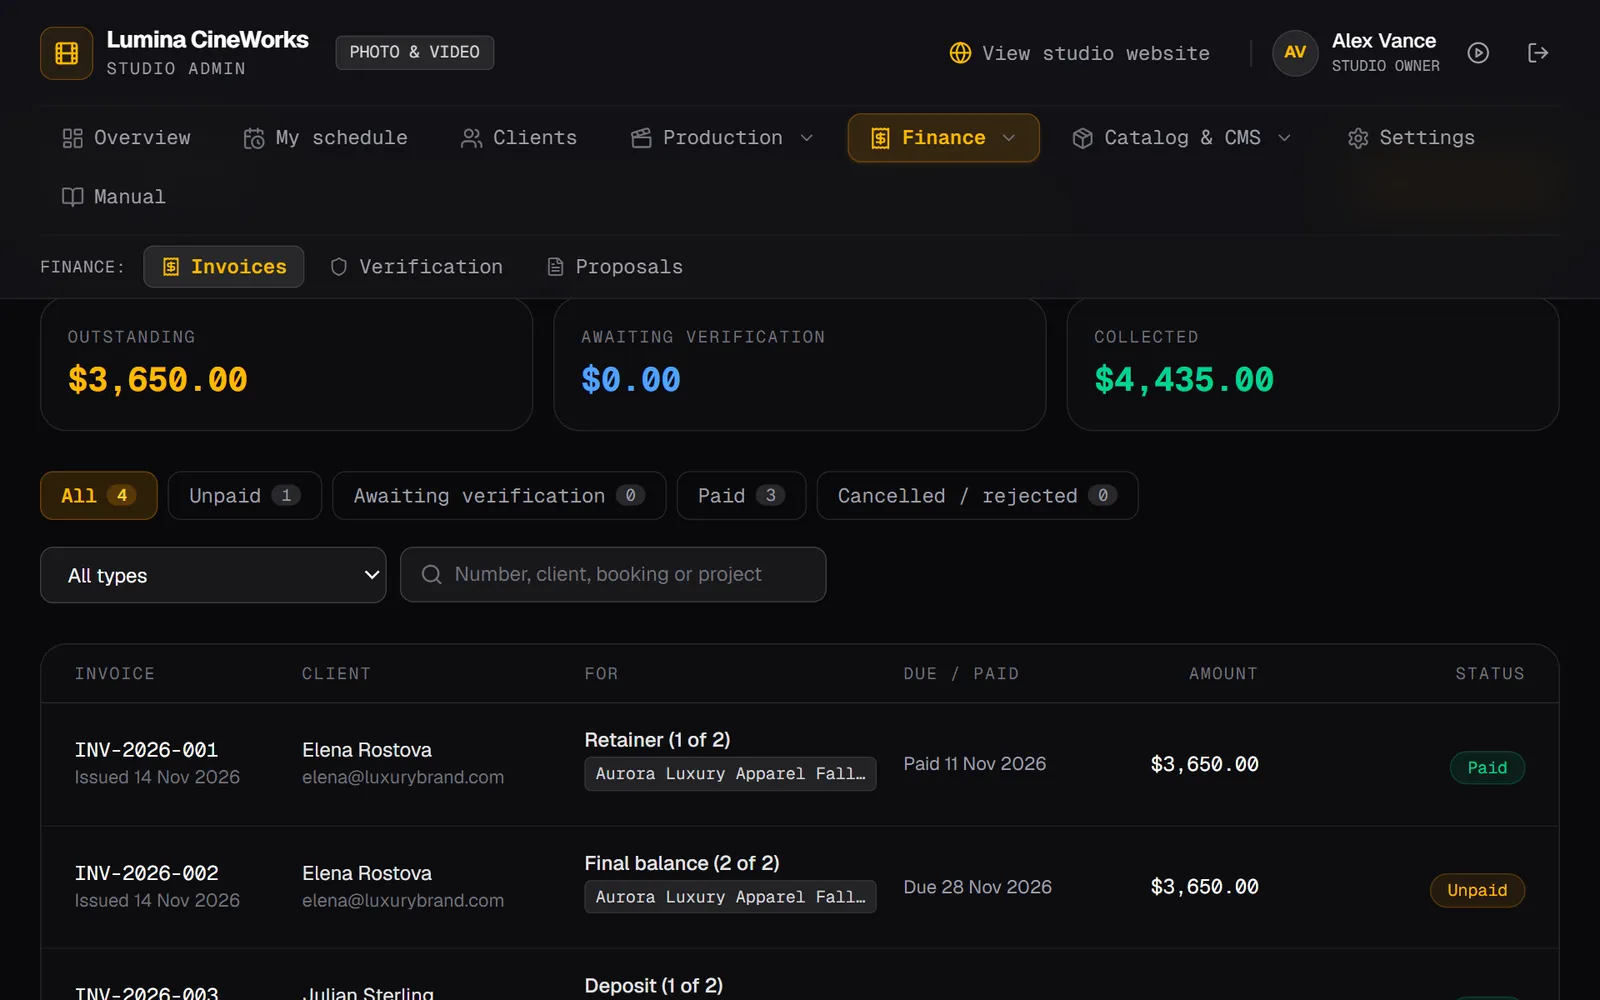 Lumina CineWorks
STUDIO ADMIN
PHOTO & VIDEO
View studio website
AV
Alex Vance
STUDIO OWNER
Overview
My schedule
Clients
Production
Finance
Catalog & CMS
Settings
Manual
FINANCE:
Invoices
Verification
Proposals
OUTSTANDING
$3,650.00
AWAITING VERIFICATION
$0.00
COLLECTED
$4,435.00
All 4
Unpaid 1
Awaiting verification 0
Paid 3
Cancelled / rejected 0
All types
Number, client, booking or project
INVOICE CLIENT FOR DUE / PAID AMOUNT STATUS
INV-2026-001
Issued 14 Nov 2026
Elena Rostova
elena@luxurybrand.com
Retainer (1 of 2)
Aurora Luxury Apparel Fall…
Paid 11 Nov 2026
$3,650.00
Paid
INV-2026-002
Issued 14 Nov 2026
Elena Rostova
elena@luxurybrand.com
Final balance (2 of 2)
Aurora Luxury Apparel Fall…
Due 28 Nov 2026
$3,650.00
Unpaid
INV-2026-003
Julian Sterling
Deposit (1 of 2)